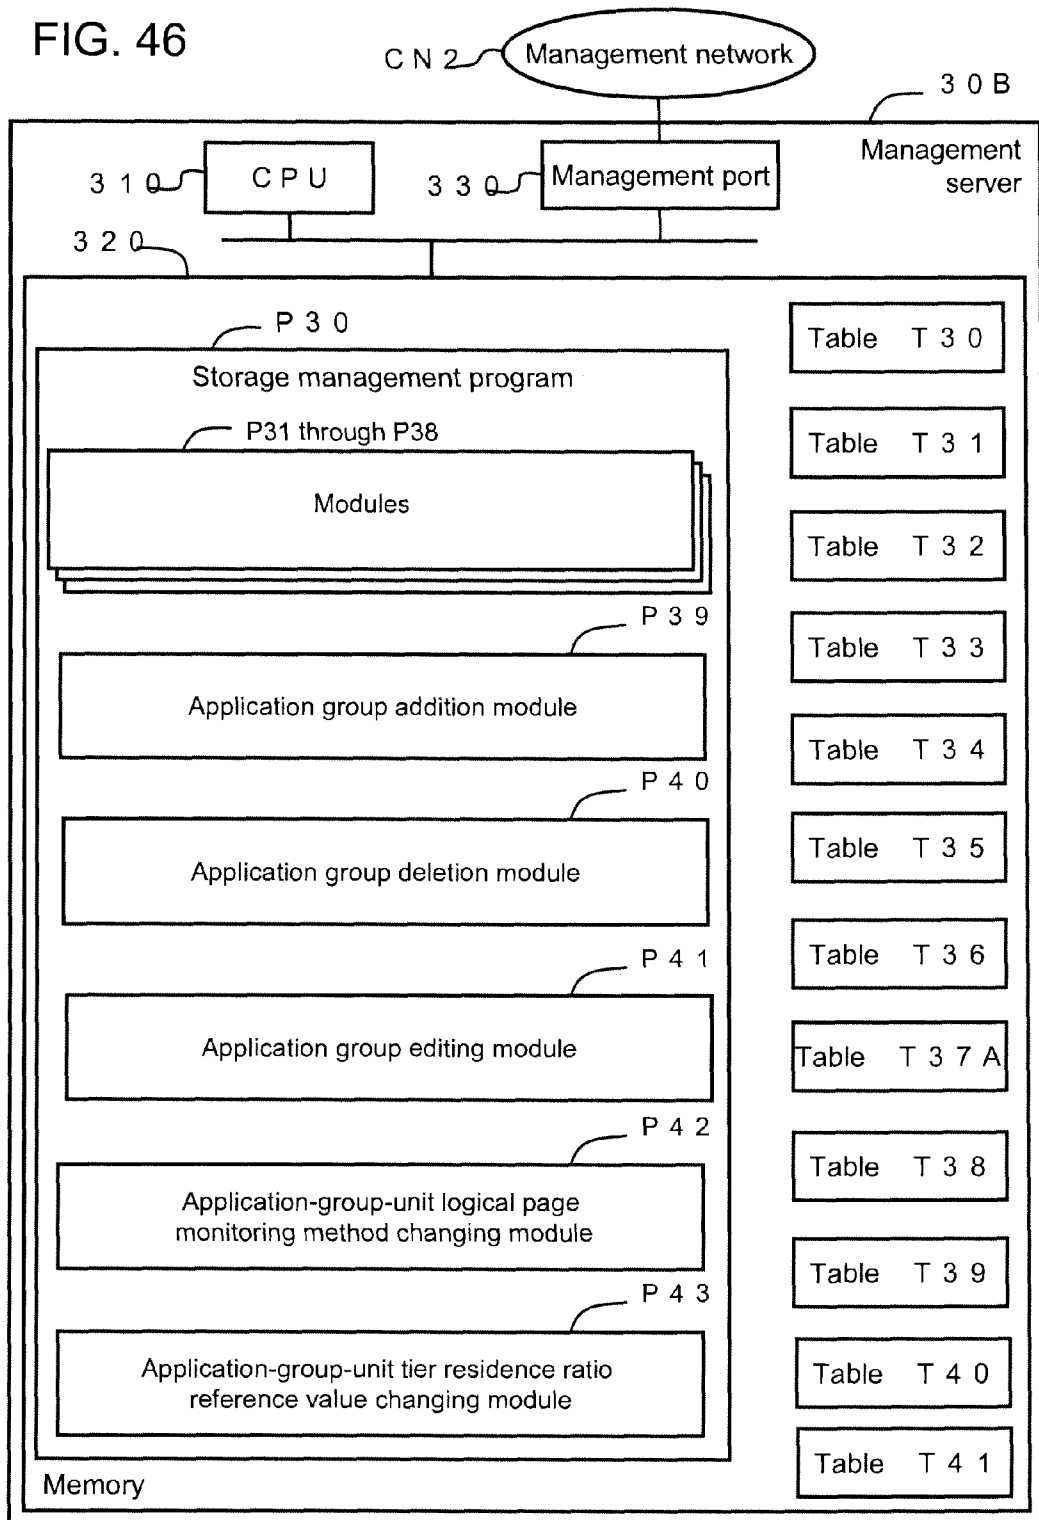 FIG. 46
CN2
Management network
30B
Management
server
310
CPU
330
Management port
320
P30
Storage management program
P31 through P38
Modules
P39
Application group addition module
P40
Application group deletion module
P41
Application group editing module
P42
Application-group-unit logical page
monitoring method changing module
P43
Application-group-unit tier residence ratio
reference value changing module
Memory
Table T30
Table T31
Table T32
Table T33
Table T34
Table T35
Table T36
Table T37A
Table T38
Table T39
Table T40
Table T41